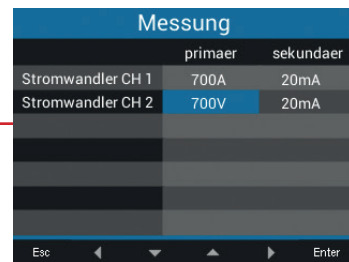 Messung
primaer sekundaer
Stromwandler CH 1 700A 20mA
Stromwandler CH 2 700V 20mA
Esc Enter